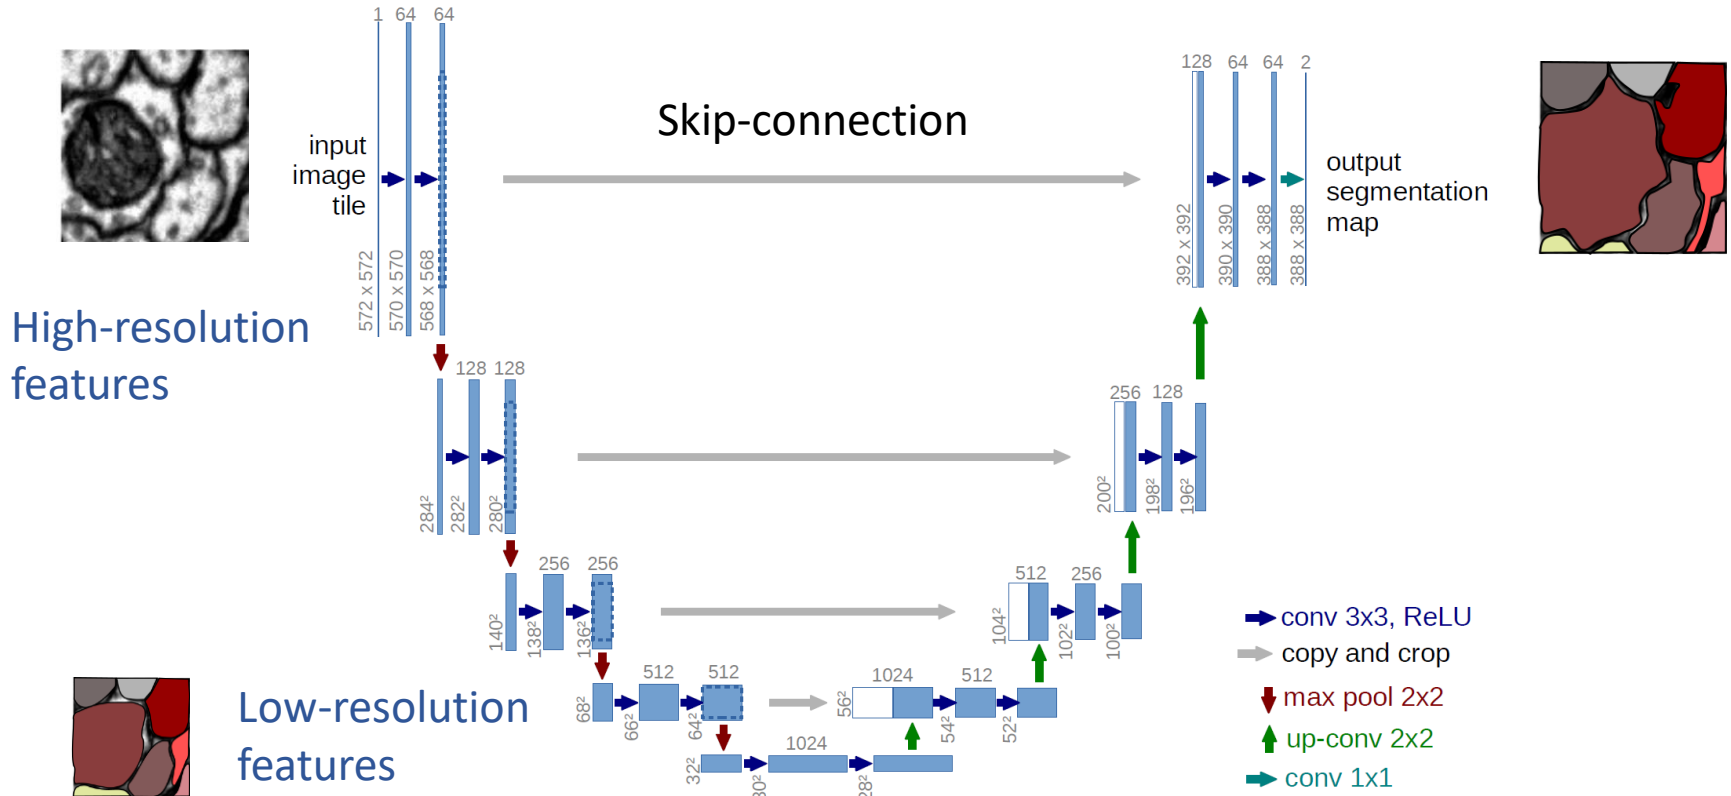 1 64 64
128 64 64 2
Skip-connection
input
image
tile
output
segmentation
map
572 x 572
570 x 570
568 x 568
392 x 392
390 x 390
388 x 388
388 x 388
High-resolution
features
128 128
256 128
284²
282²
280²
200²
198²
196²
256 256
512 256
140²
138²
136²
104²
102²
100²
conv 3x3, ReLU
copy and crop
max pool 2x2
up-conv 2x2
conv 1x1
512 512
1024 512
68²
66²
64²
56²
54²
52²
Low-resolution
features
1024
32²
30²
28²